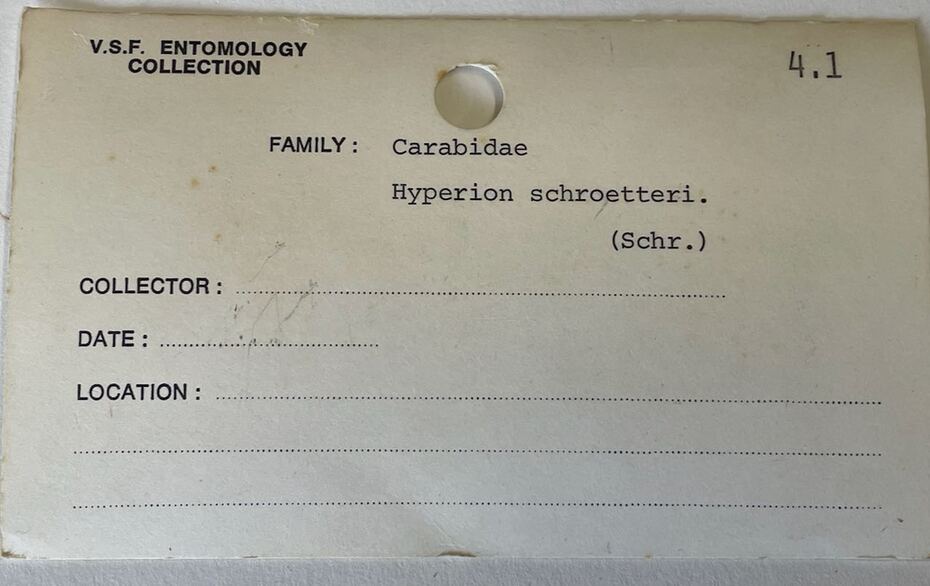 V.S.F. ENTOMOLOGY
COLLECTION
4.1
FAMILY: Carabidae
Hyperion schroetteri.
(Schr.)
COLLECTOR:
DATE:
LOCATION: